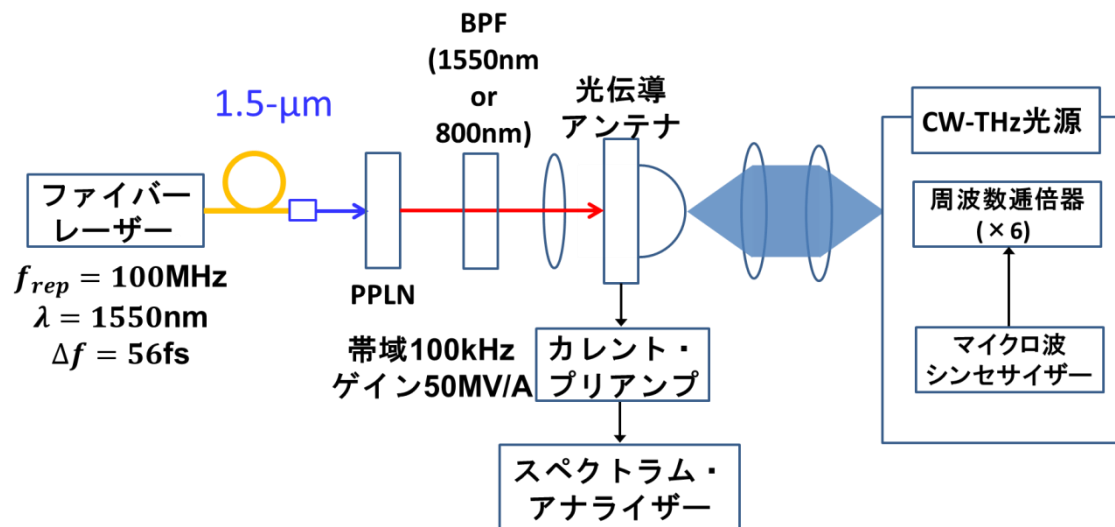 BPF
(1550nm
or
800nm)
1.5-μm
光伝導
アンテナ
CW-THz光源
ファイバー
レーザー
周波数逓倍器
(×6)
f_rep = 100MHz
λ = 1550nm
Δf = 56fs
PPLN
帯域100kHz
ゲイン50MV/A
カレント・
プリアンプ
マイクロ波
シンセサイザー
スペクトラム・
アナライザー